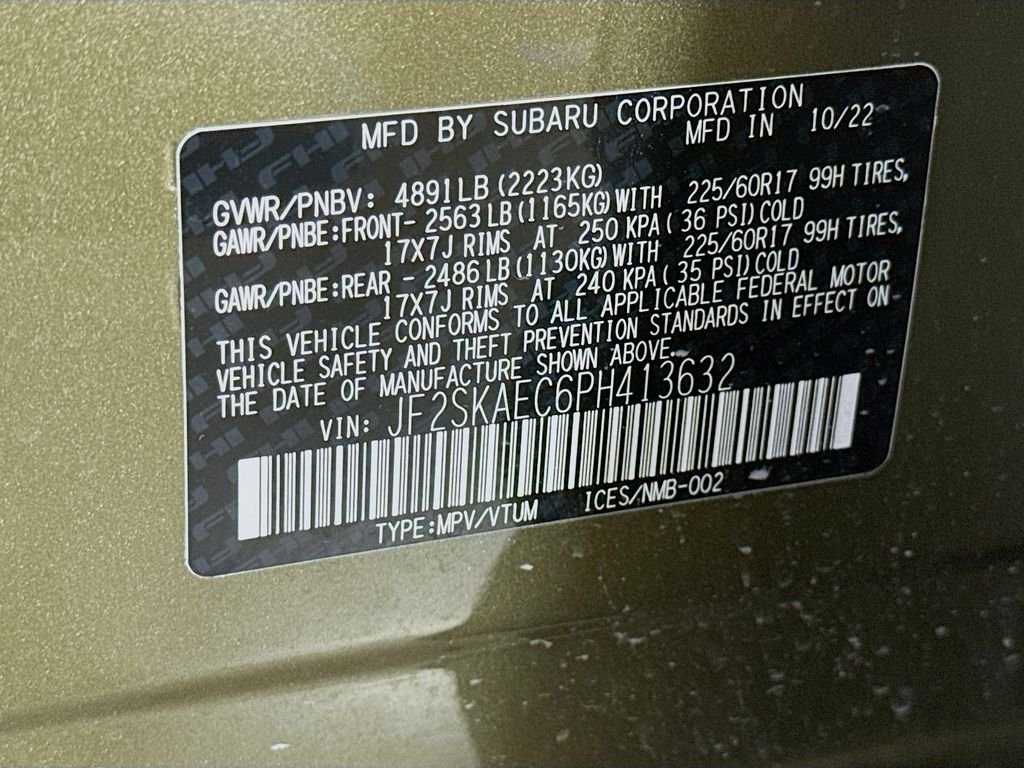 MFD BY SUBARU CORPORATION
MFD IN 10/22
GVWR/PNBV: 4891LB (2223KG)
GAWR/PNBE:FRONT- 2563LB (1165KG) WITH 225/60R17 99H TIRES,
17X7J RIMS AT 250 KPA ( 36 PSI) COLD
GAWR/PNBE:REAR - 2486LB (1130KG) WITH 225/60R17 99H TIRES,
17X7J RIMS AT 240 KPA ( 35 PSI) COLD
THIS VEHICLE CONFORMS TO ALL APPLICABLE FEDERAL MOTOR
VEHICLE SAFETY AND THEFT PREVENTION STANDARDS IN EFFECT ON
THE DATE OF MANUFACTURE SHOWN ABOVE.
VIN: JF2SKAEC6PH413632
TYPE:MPV/VTUM ICES/NMB-002